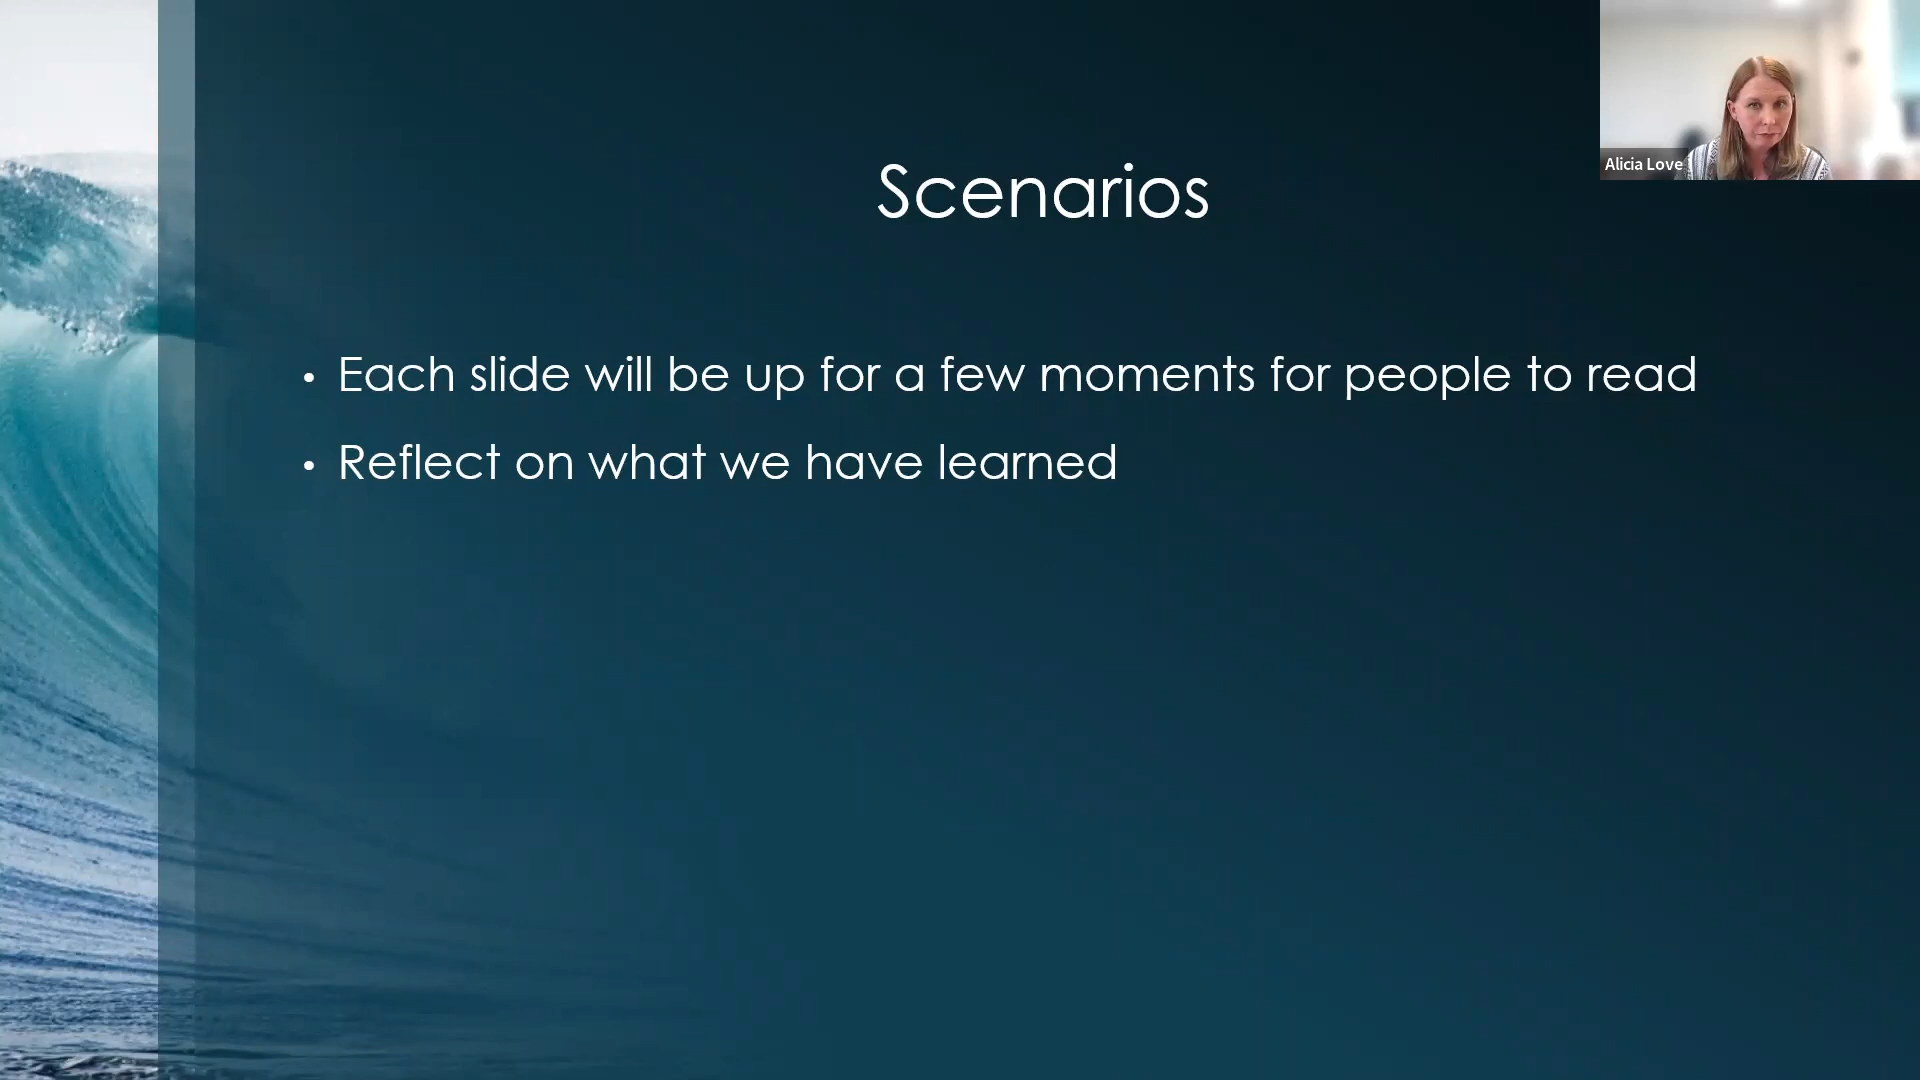 Scenarios
Alicia Love
• Each slide will be up for a few moments for people to read
• Reflect on what we have learned